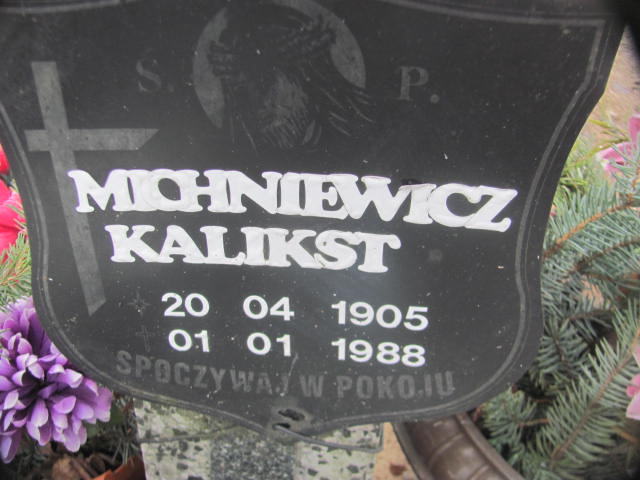 Ś. P.
MICHNIEWICZ
KALIKST
20 04 1905
01 01 1988
SPOCZYWAJ W POKOJU